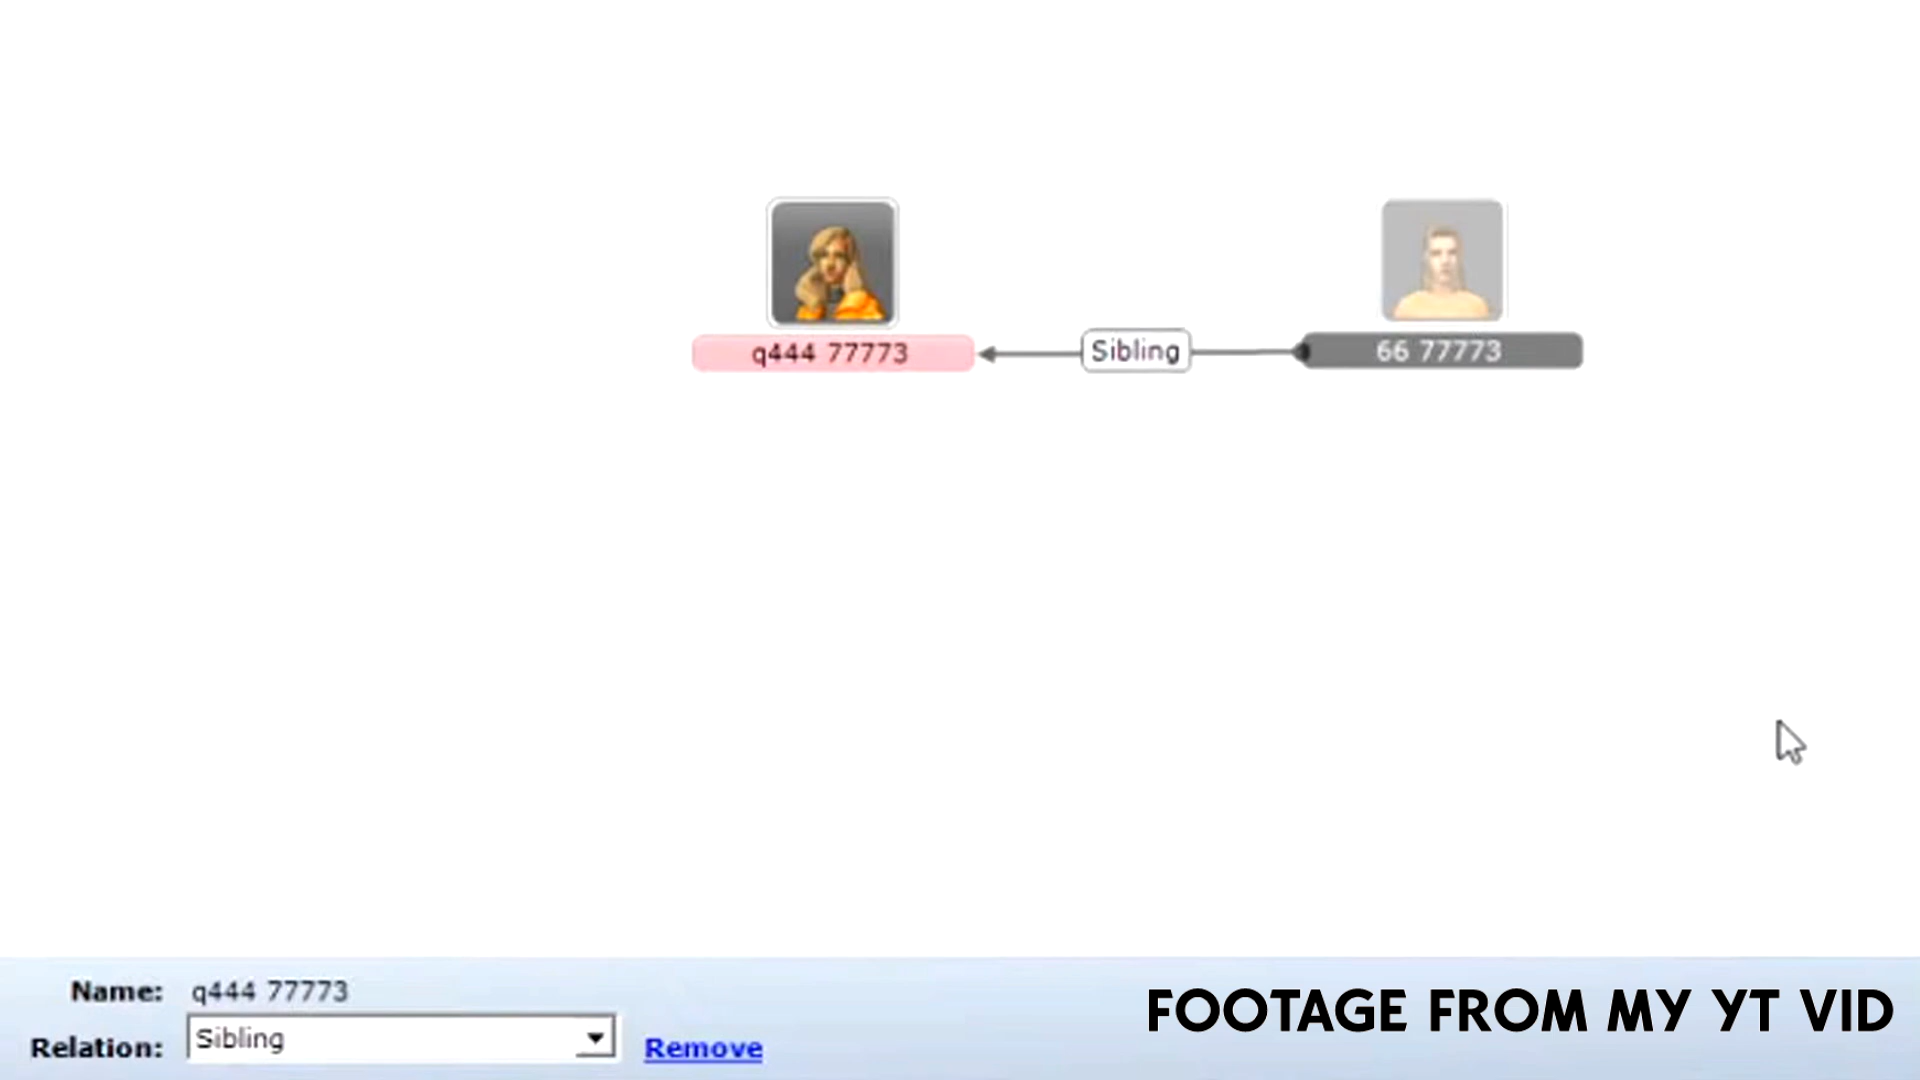 q444 77773
Sibling
66 77773
Name: q444 77773
Relation: Sibling
Remove
FOOTAGE FROM MY YT VID